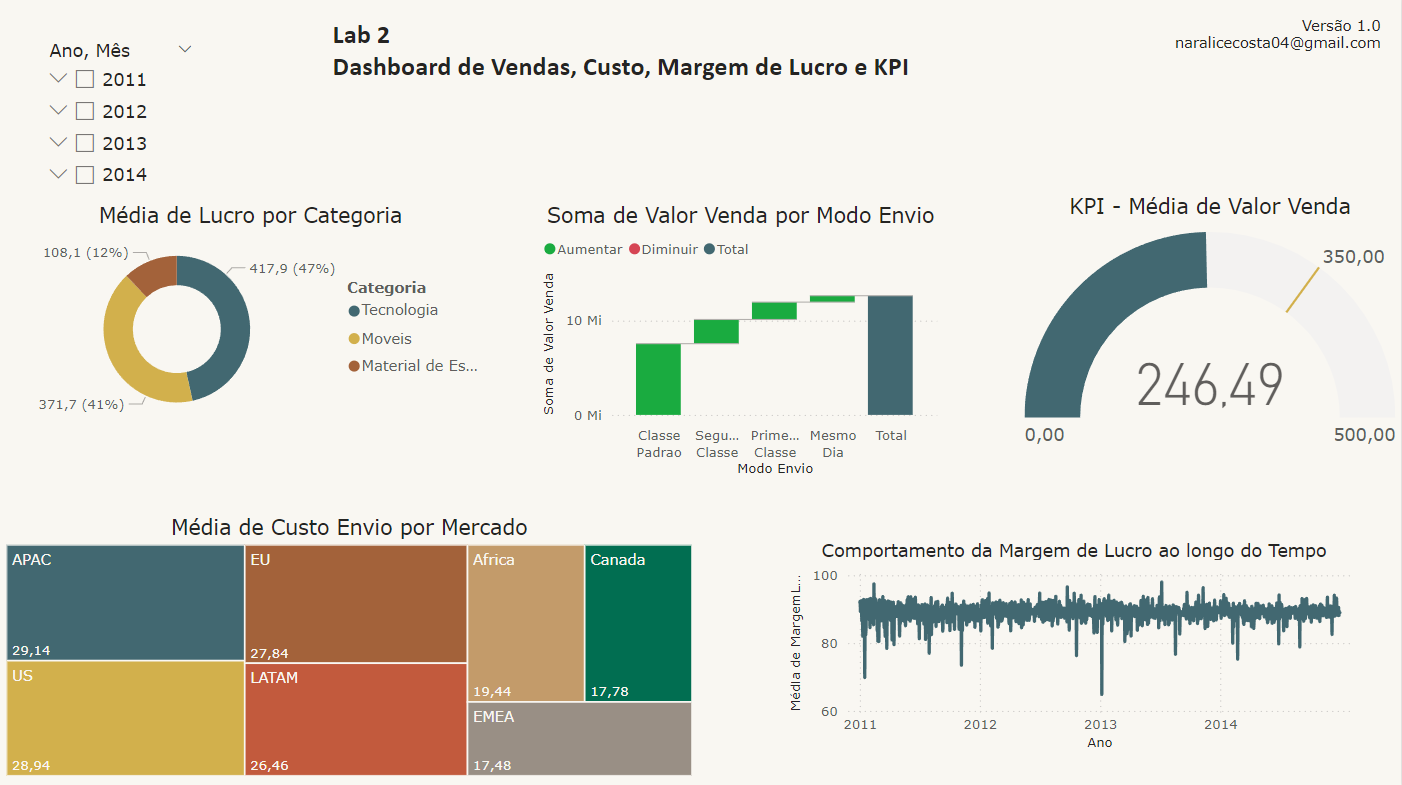 Lab 2
Dashboard de Vendas, Custo, Margem de Lucro e KPI
Versão 1.0
naralicecosta04@gmail.com
Ano, Mês
2011
2012
2013
2014
Média de Lucro por Categoria
108,1 (12%)
417,9 (47%)
371,7 (41%)
Categoria
Tecnologia
Moveis
Material de Es...
Soma de Valor Venda por Modo Envio
Aumentar Diminuir Total
Soma de Valor Venda
10 Mi
0 Mi
Classe Padrao
Segu... Classe
Prime... Classe
Mesmo Dia
Total
Modo Envio
KPI - Média de Valor Venda
350,00
246,49
0,00
500,00
Média de Custo Envio por Mercado
APAC
29,14
US
28,94
EU
27,84
LATAM
26,46
Africa
19,44
Canada
17,78
EMEA
17,48
Comportamento da Margem de Lucro ao longo do Tempo
Média de Margem L...
100
80
60
2011 2012 2013 2014
Ano